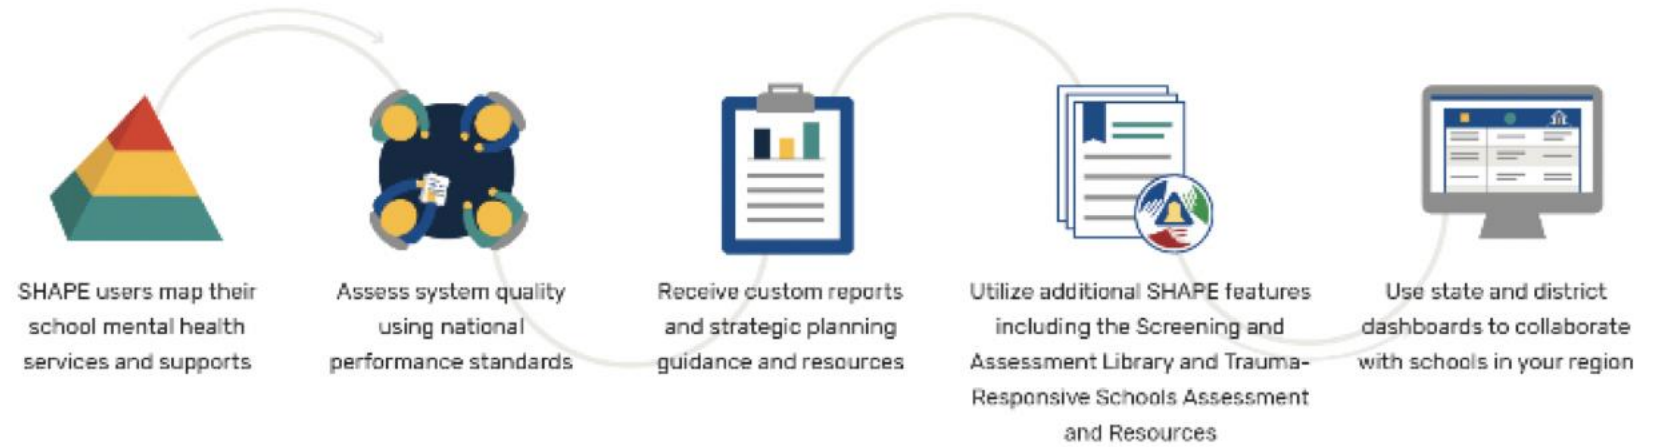 SHAPE users map their
school mental health
services and supports
Assess system quality
using national
performance standards
Receive custom reports
and strategic planning
guidance and resources
Utilize additional SHAPE features
including the Screening and
Assessment Library and Trauma-
Responsive Schools Assessment
and Resources
Use state and district
dashboards to collaborate
with schools in your region